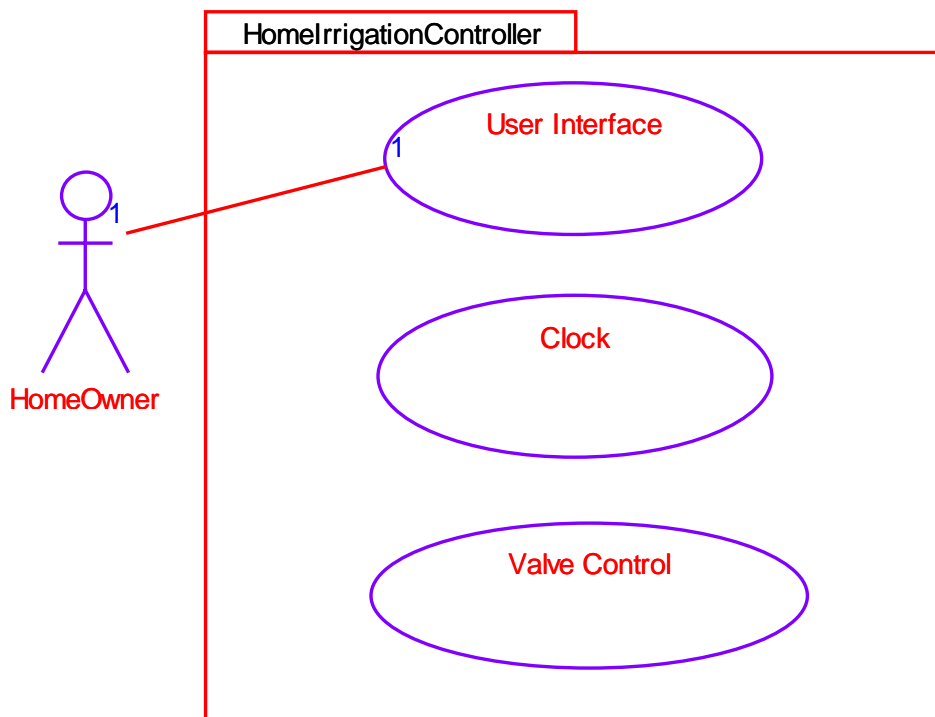 HomeIrrigationController
User Interface
1
1
Clock
HomeOwner
Valve Control